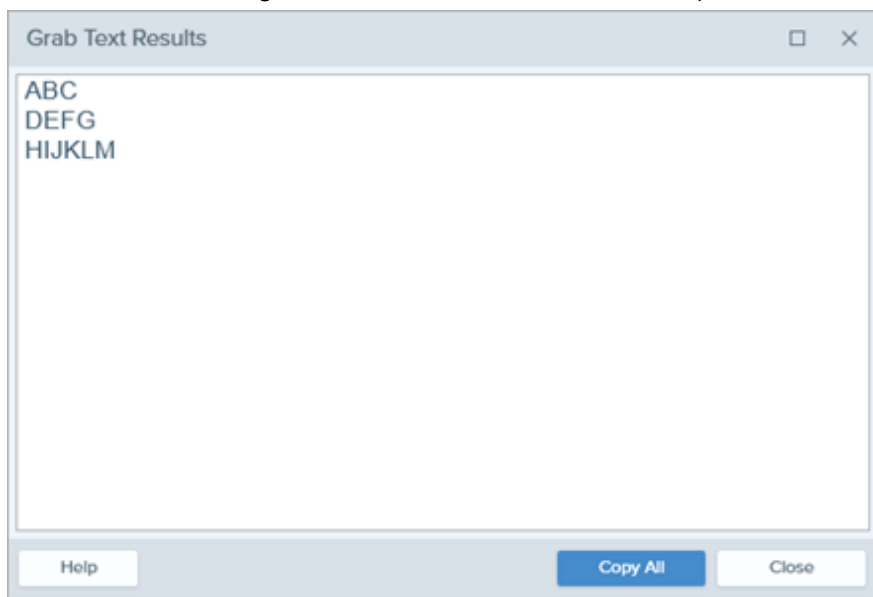 Grab Text Results
ABC
DEFG
HIJKLM
Help
Copy All
Close